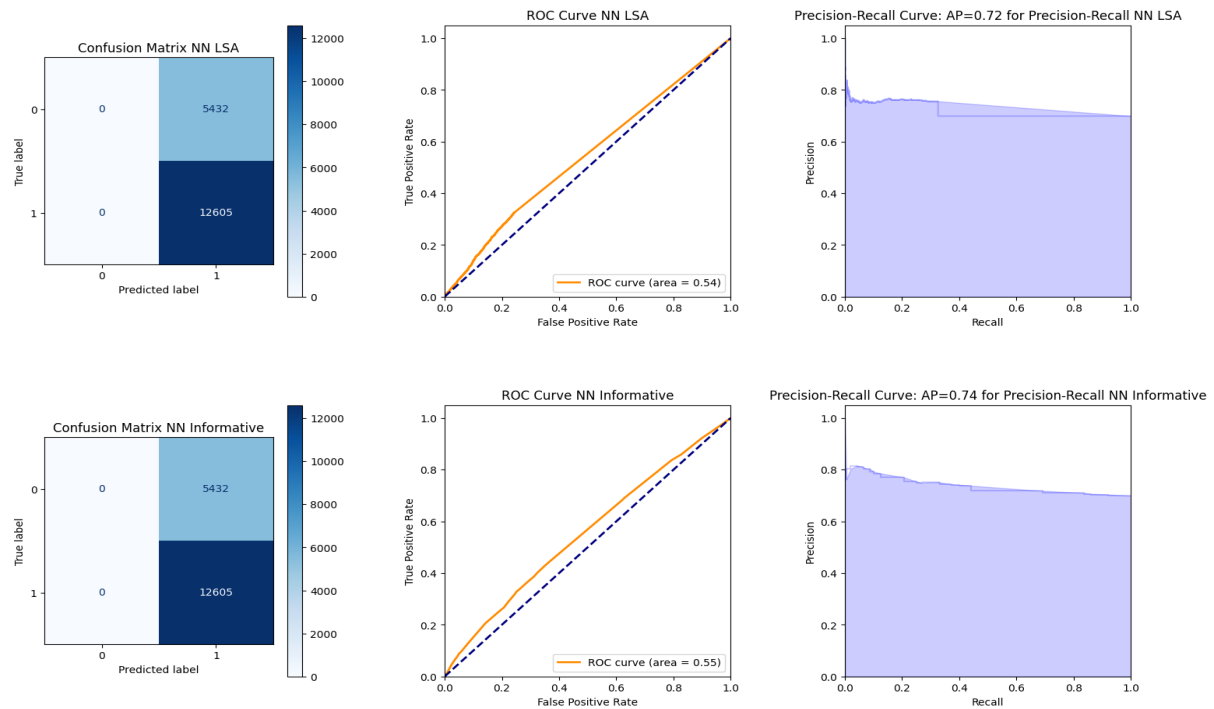 Confusion Matrix NN LSA
True label
0
1
0
5432
0
12605
0
1
Predicted label
12000
10000
8000
6000
4000
2000
0
ROC Curve NN LSA
True Positive Rate
1.0
0.8
0.6
0.4
0.2
0.0
ROC curve (area = 0.54)
0.0 0.2 0.4 0.6 0.8 1.0
False Positive Rate
Precision-Recall Curve: AP=0.72 for Precision-Recall NN LSA
Precision
1.0
0.8
0.6
0.4
0.2
0.0
0.0 0.2 0.4 0.6 0.8 1.0
Recall
Confusion Matrix NN Informative
True label
0
1
0
5432
0
12605
0
1
Predicted label
12000
10000
8000
6000
4000
2000
0
ROC Curve NN Informative
True Positive Rate
1.0
0.8
0.6
0.4
0.2
0.0
ROC curve (area = 0.55)
0.0 0.2 0.4 0.6 0.8 1.0
False Positive Rate
Precision-Recall Curve: AP=0.74 for Precision-Recall NN Informative
Precision
1.0
0.8
0.6
0.4
0.2
0.0
0.0 0.2 0.4 0.6 0.8 1.0
Recall